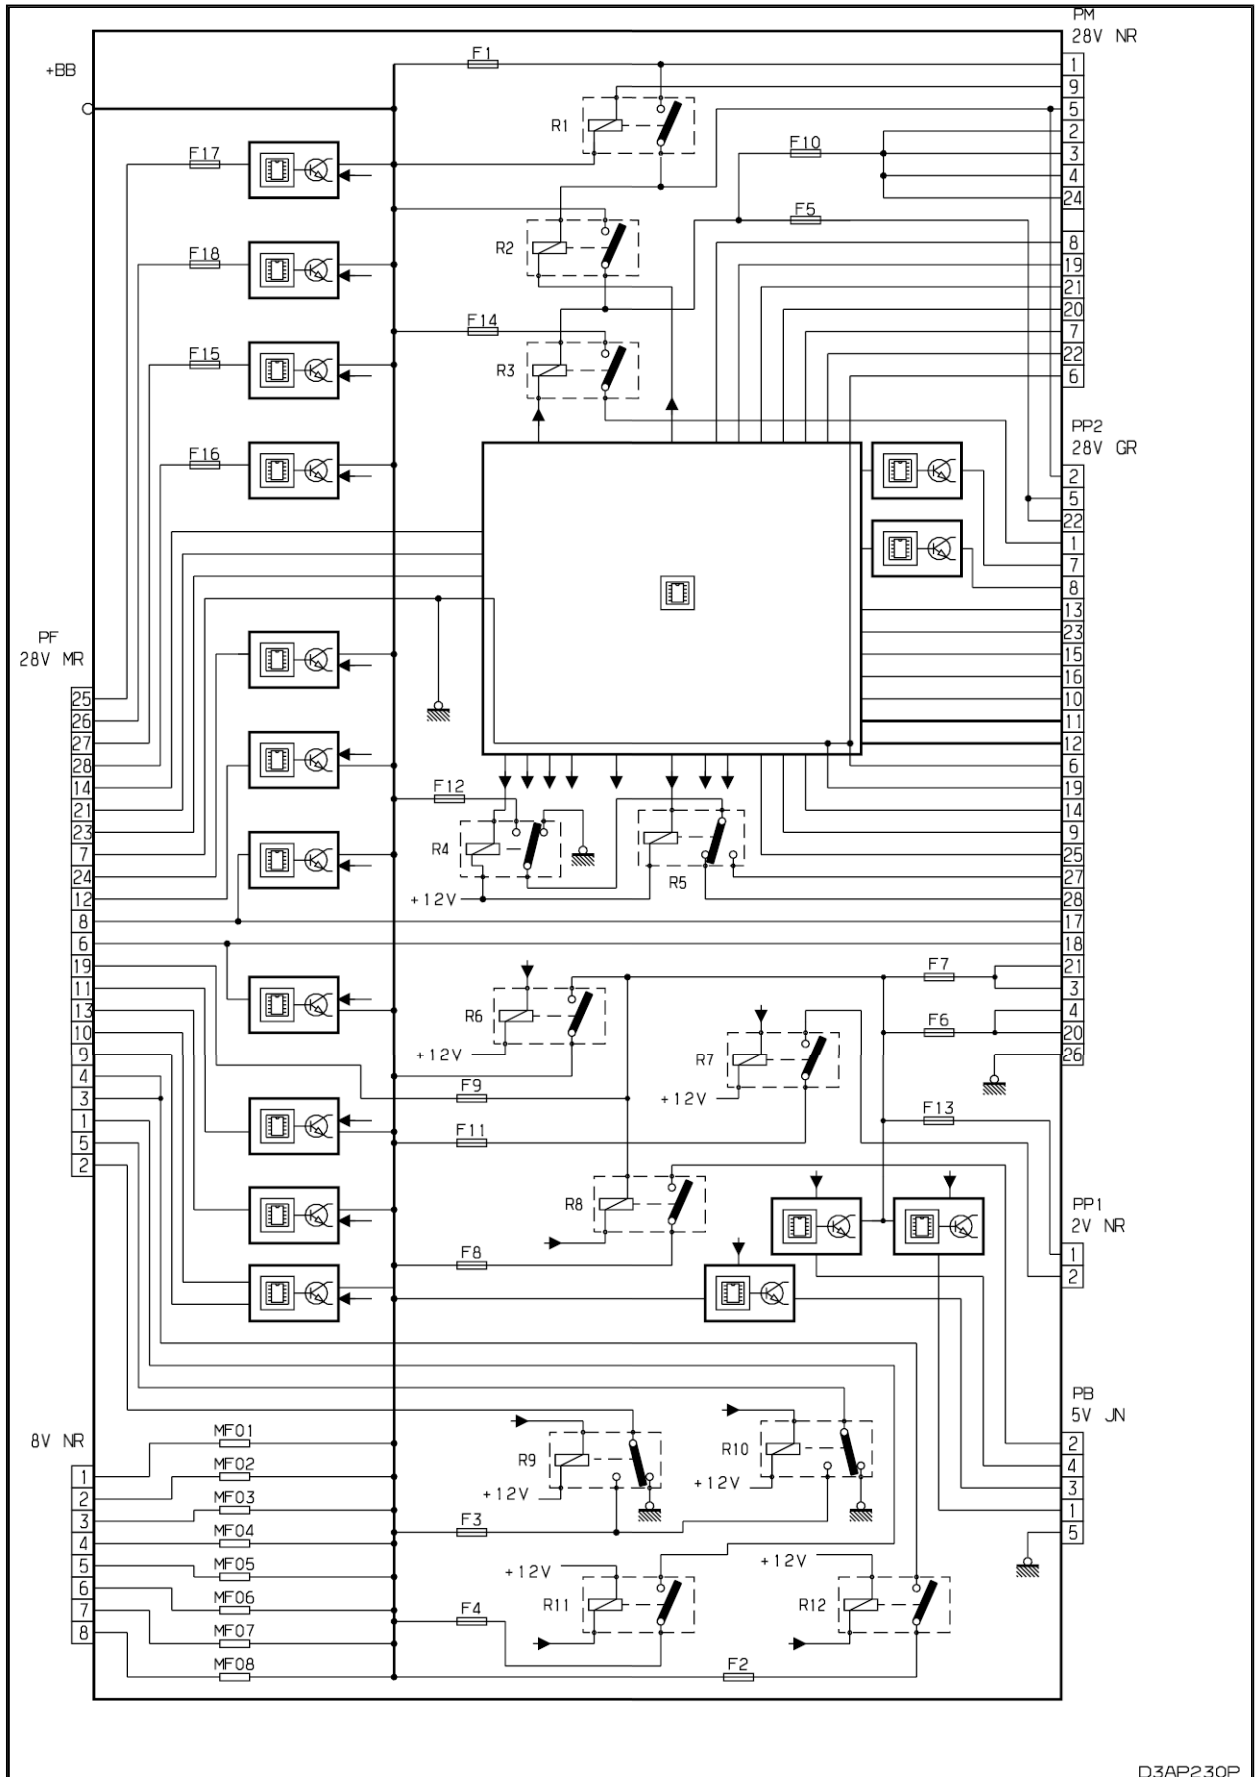 PM
28V NR
+BB
F1
1
9
5
2
3
4
24
8
19
21
20
7
22
6
R1
F10
F17
F5
R2
F18
F14
F15
R3
F16
PP2
28V GR
2
5
22
1
7
8
13
23
15
16
10
11
12
6
19
14
9
25
27
28
17
18
21
3
4
20
26
PF
28V MR
25
26
27
28
14
21
23
7
24
12
8
6
19
11
13
10
9
4
3
1
5
2
F12
R4
R5
+12V
F7
R6
F6
R7
+12V
F9
+12V
F13
F11
R8
F8
PP1
2V NR
1
2
PB
5V JN
2
4
3
1
5
8V NR
1
2
3
4
5
6
7
8
MF01
MF02
MF03
MF04
MF05
MF06
MF07
MF08
R9
R10
+12V
+12V
F3
+12V
+12V
R11
R12
F4
F2
D3AP230P